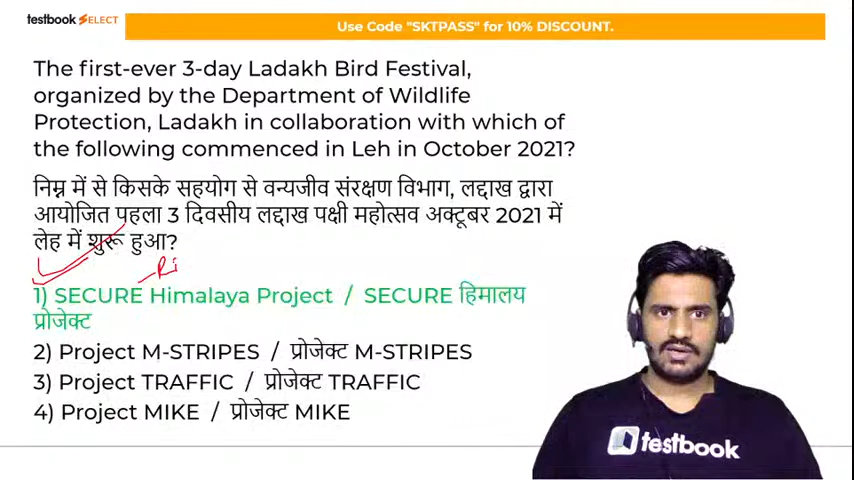 testbook SELECT
Use Code "SKTPASS" for 10% DISCOUNT.
The first-ever 3-day Ladakh Bird Festival,
organized by the Department of Wildlife
Protection, Ladakh in collaboration with which of
the following commenced in Leh in October 2021?
निम्न में से किसके सहयोग से वन्यजीव संरक्षण विभाग, लद्दाख द्वारा
आयोजित पहला 3 दिवसीय लद्दाख पक्षी महोत्सव अक्टूबर 2021 में
लेह में शुरू हुआ?
1) SECURE Himalaya Project / SECURE हिमालय
प्रोजेक्ट
2) Project M-STRIPES / प्रोजेक्ट M-STRIPES
3) Project TRAFFIC / प्रोजेक्ट TRAFFIC
4) Project MIKE / प्रोजेक्ट MIKE
testbook